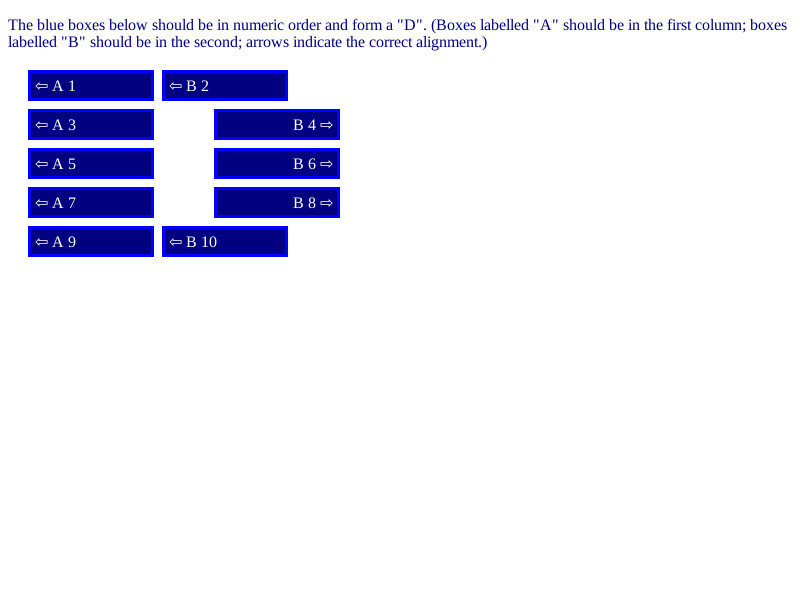 The blue boxes below should be in numeric order and form a "D". (Boxes labelled "A" should be in the first column; boxes
labelled "B" should be in the second; arrows indicate the correct alignment.)
⇦ A 1 ⇦ B 2
⇦ A 3 B 4 ⇨
⇦ A 5 B 6 ⇨
⇦ A 7 B 8 ⇨
⇦ A 9 ⇦ B 10